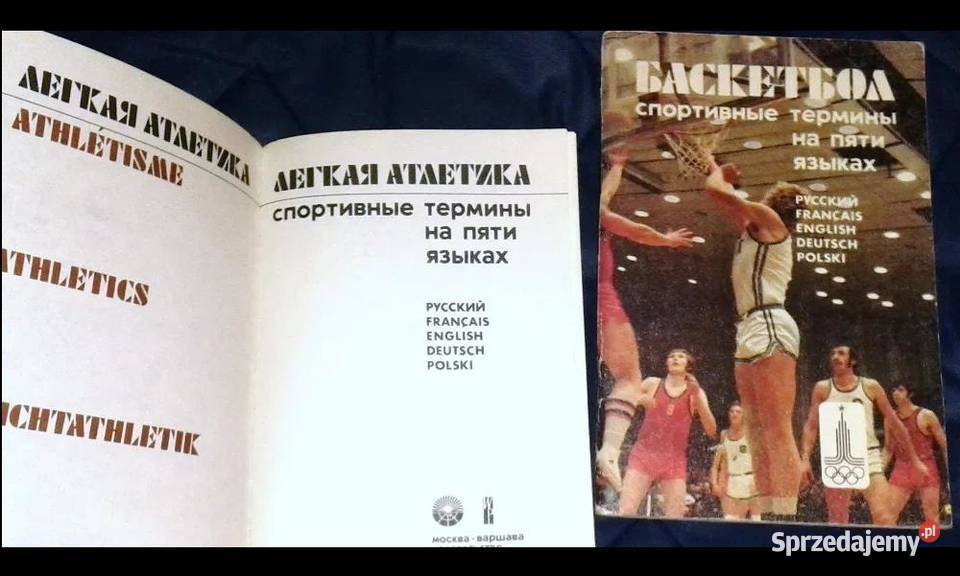 ЛЕГКАЯ АТЛЕТИКА
ATHLÉTISME
ATHLETICS
ICHTATHLETIK
ЛЕГКАЯ АТЛЕТИКА
спортивные термины
на пяти
языках
РУССКИЙ
FRANÇAIS
ENGLISH
DEUTSCH
POLSKI
москва · варшава
БАСКЕТБОЛ
спортивные термины
на пяти
языках
РУССКИЙ
FRANÇAIS
ENGLISH
DEUTSCH
POLSKI
Sprzedajemy.pl